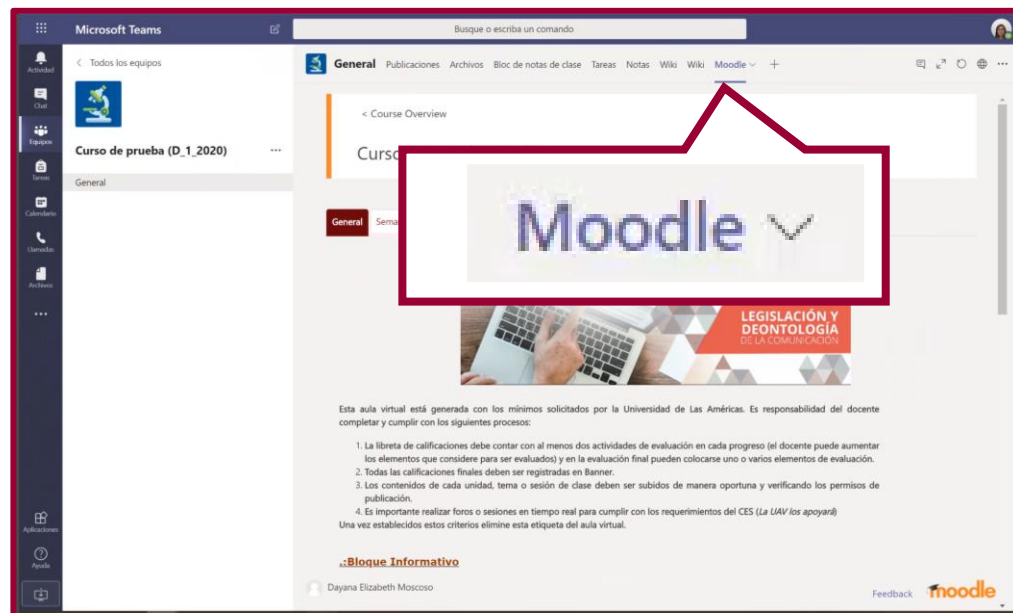 Microsoft Teams
Busque o escriba un comando
Actividad
Chat
Equipos
Tareas
Calendario
Llamadas
Archivos
Aplicaciones
Ayuda
Todos los equipos
Curso de prueba (D_1_2020)
General
General Publicaciones Archivos Bloc de notas de clase Tareas Notas Wiki Wiki Moodle
< Course Overview
Curso
General Sema
Moodle
LEGISLACIÓN Y
DEONTOLOGÍA
DE LA COMUNICACIÓN
Esta aula virtual está generada con los mínimos solicitados por la Universidad de Las Américas. Es responsabilidad del docente
completar y cumplir con los siguientes procesos:
1. La libreta de calificaciones debe contar con al menos dos actividades de evaluación en cada progreso (el docente puede aumentar
los elementos que considere para ser evaluados) y en la evaluación final pueden colocarse uno o varios elementos de evaluación.
2. Todas las calificaciones finales deben ser registradas en Banner.
3. Los contenidos de cada unidad, tema o sesión de clase deben ser subidos de manera oportuna y verificando los permisos de
publicación.
4. Es importante realizar foros o sesiones en tiempo real para cumplir con los requerimientos del CES (La UAV los apoyará)
Una vez establecidos estos criterios elimine esta etiqueta del aula virtual.
.:Bloque Informativo
Dayana Elizabeth Moscoso
Feedback
moodle